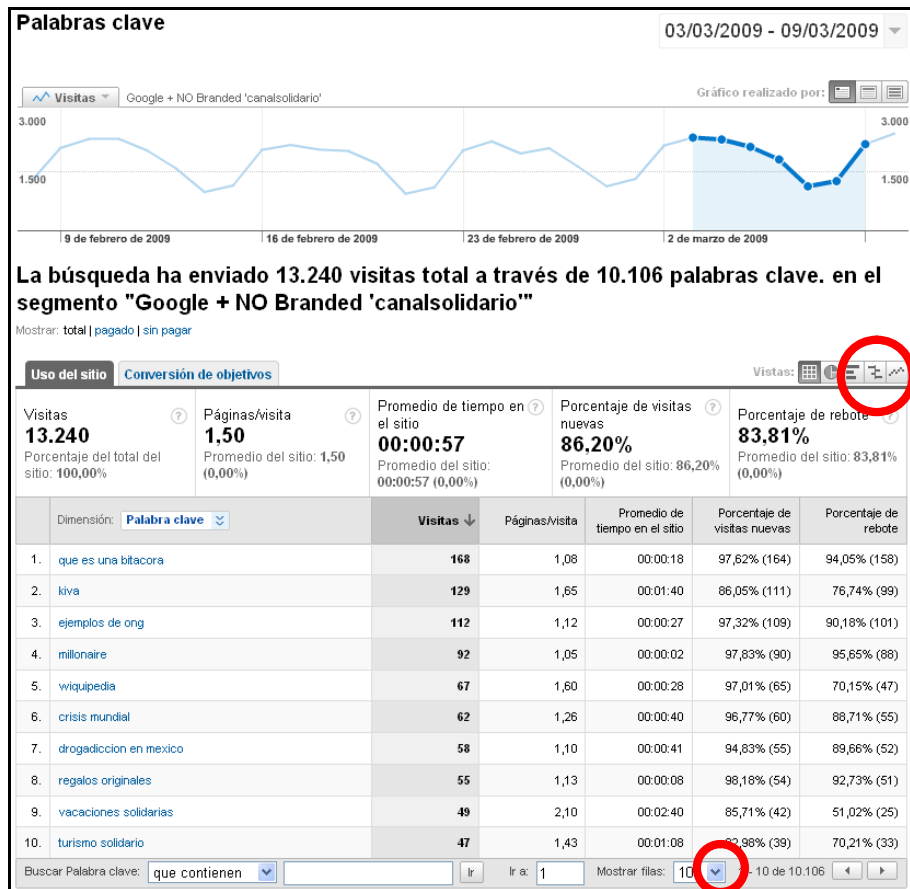 Palabras clave
03/03/2009 - 09/03/2009
Visitas
Google + NO Branded 'canalsolidario'
Gráfico realizado por:
3.000
3.000
1.500
1.500
9 de febrero de 2009
16 de febrero de 2009
23 de febrero de 2009
2 de marzo de 2009
La búsqueda ha enviado 13.240 visitas total a través de 10.106 palabras clave. en el
segmento "Google + NO Branded 'canalsolidario'"
Mostrar: total | pagado | sin pagar
Uso del sitio
Conversión de objetivos
Vistas:
Visitas ?
13.240
Porcentaje del total del
sitio: 100,00%
Páginas/visita ?
1,50
Promedio del sitio: 1,50
(0,00%)
Promedio de tiempo en ?
el sitio
00:00:57
Promedio del sitio:
00:00:57 (0,00%)
Porcentaje de visitas ?
nuevas
86,20%
Promedio del sitio: 86,20%
(0,00%)
Porcentaje de rebote ?
83,81%
Promedio del sitio: 83,81%
(0,00%)
Dimensión: Palabra clave
Visitas
Páginas/visita
Promedio de
tiempo en el sitio
Porcentaje de
visitas nuevas
Porcentaje de
rebote
1. que es una bitacora 168 1,08 00:00:18 97,62% (164) 94,05% (158)
2. kiva 129 1,65 00:01:40 86,05% (111) 76,74% (99)
3. ejemplos de ong 112 1,12 00:00:27 97,32% (109) 90,18% (101)
4. millonaire 92 1,05 00:00:02 97,83% (90) 95,65% (88)
5. wiquipedia 67 1,60 00:00:28 97,01% (65) 70,15% (47)
6. crisis mundial 62 1,26 00:00:40 96,77% (60) 88,71% (55)
7. drogadiccion en mexico 58 1,10 00:00:41 94,83% (55) 89,66% (52)
8. regalos originales 55 1,13 00:00:08 98,18% (54) 92,73% (51)
9. vacaciones solidarias 49 2,10 00:02:40 85,71% (42) 51,02% (25)
10. turismo solidario 47 1,43 00:01:08 (39) 70,21% (33)
Buscar Palabra clave: que contienen Ir Ir a: 1 Mostrar filas: 10 - 10 de 10.106